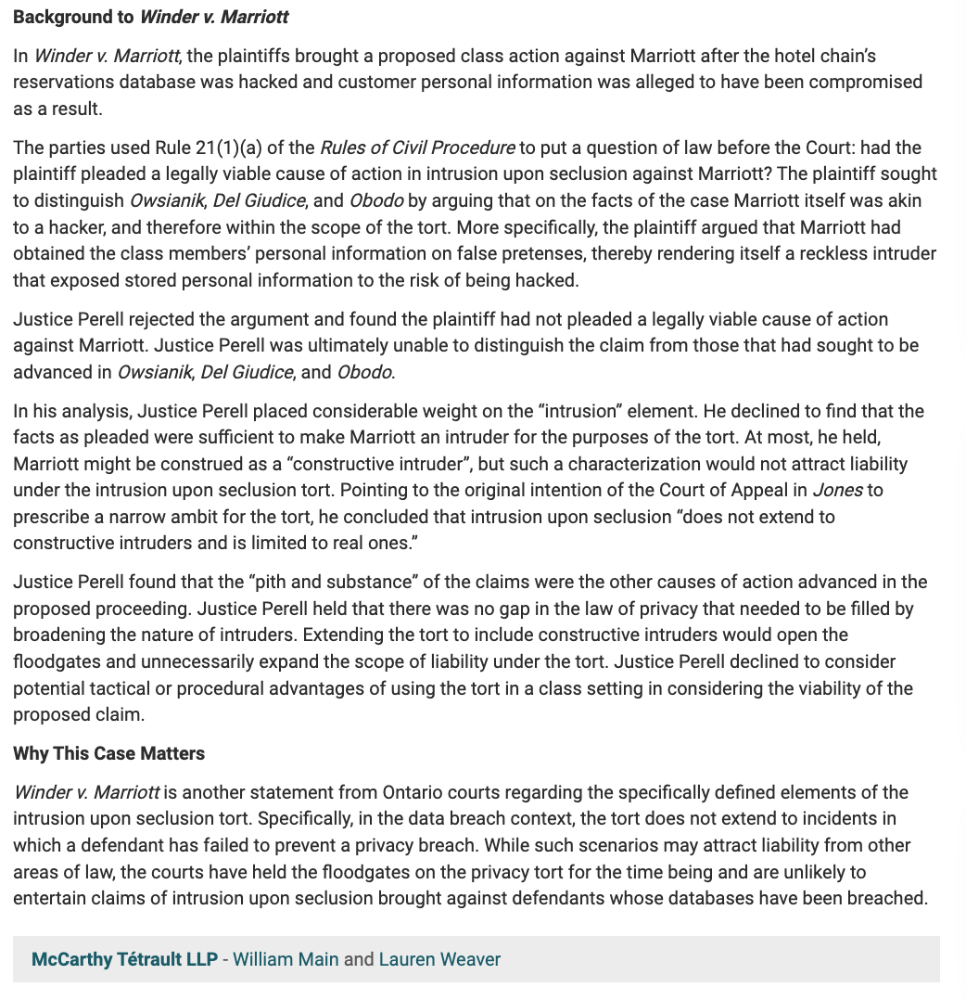 Background to Winder v. Marriott
In Winder v. Marriott, the plaintiffs brought a proposed class action against Marriott after the hotel chain’s
reservations database was hacked and customer personal information was alleged to have been compromised
as a result.
The parties used Rule 21(1)(a) of the Rules of Civil Procedure to put a question of law before the Court: had the
plaintiff pleaded a legally viable cause of action in intrusion upon seclusion against Marriott? The plaintiff sought
to distinguish Owsianik, Del Giudice, and Obodo by arguing that on the facts of the case Marriott itself was akin
to a hacker, and therefore within the scope of the tort. More specifically, the plaintiff argued that Marriott had
obtained the class members’ personal information on false pretenses, thereby rendering itself a reckless intruder
that exposed stored personal information to the risk of being hacked.
Justice Perell rejected the argument and found the plaintiff had not pleaded a legally viable cause of action
against Marriott. Justice Perell was ultimately unable to distinguish the claim from those that had sought to be
advanced in Owsianik, Del Giudice, and Obodo.
In his analysis, Justice Perell placed considerable weight on the “intrusion” element. He declined to find that the
facts as pleaded were sufficient to make Marriott an intruder for the purposes of the tort. At most, he held,
Marriott might be construed as a “constructive intruder”, but such a characterization would not attract liability
under the intrusion upon seclusion tort. Pointing to the original intention of the Court of Appeal in Jones to
prescribe a narrow ambit for the tort, he concluded that intrusion upon seclusion “does not extend to
constructive intruders and is limited to real ones.”
Justice Perell found that the “pith and substance” of the claims were the other causes of action advanced in the
proposed proceeding. Justice Perell held that there was no gap in the law of privacy that needed to be filled by
broadening the nature of intruders. Extending the tort to include constructive intruders would open the
floodgates and unnecessarily expand the scope of liability under the tort. Justice Perell declined to consider
potential tactical or procedural advantages of using the tort in a class setting in considering the viability of the
proposed claim.
Why This Case Matters
Winder v. Marriott is another statement from Ontario courts regarding the specifically defined elements of the
intrusion upon seclusion tort. Specifically, in the data breach context, the tort does not extend to incidents in
which a defendant has failed to prevent a privacy breach. While such scenarios may attract liability from other
areas of law, the courts have held the floodgates on the privacy tort for the time being and are unlikely to
entertain claims of intrusion upon seclusion brought against defendants whose databases have been breached.
McCarthy Tétrault LLP - William Main and Lauren Weaver